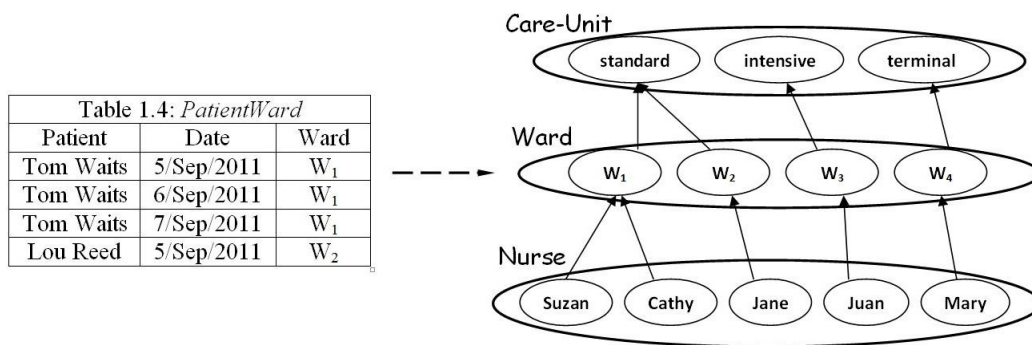 Table 1.4: PatientWard
Patient Date Ward
Tom Waits 5/Sep/2011 W₁
Tom Waits 6/Sep/2011 W₁
Tom Waits 7/Sep/2011 W₁
Lou Reed 5/Sep/2011 W₂
Care-Unit
standard intensive terminal
Ward
W₁ W₂ W₃ W₄
Nurse
Suzan Cathy Jane Juan Mary